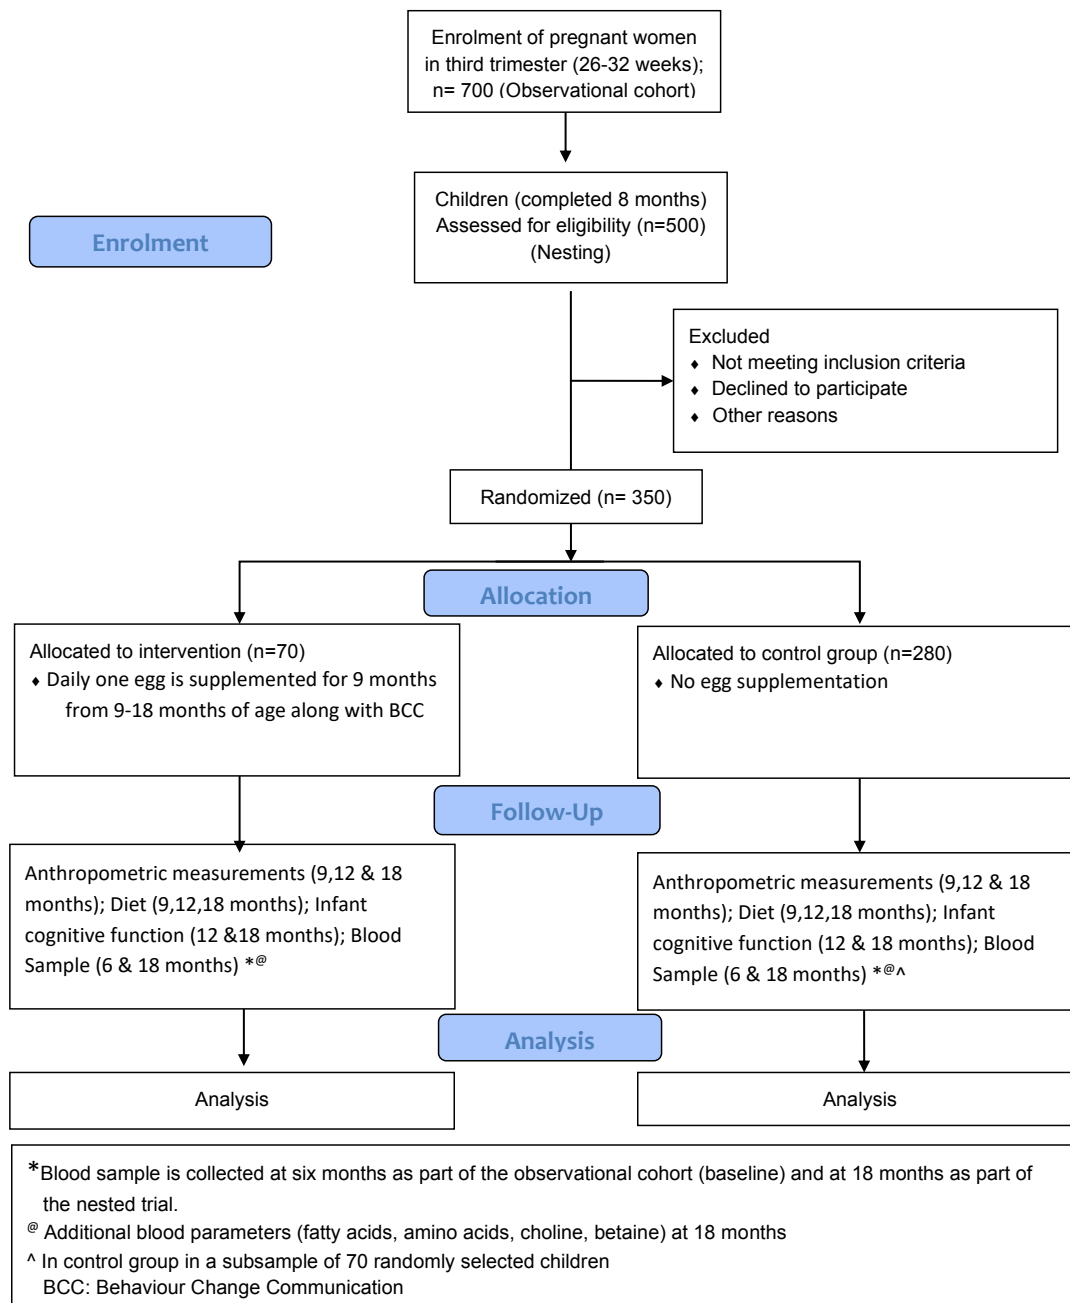 Enrolment of pregnant women
in third trimester (26-32 weeks);
n= 700 (Observational cohort)
Children (completed 8 months)
Assessed for eligibility (n=500)
(Nesting)
Enrolment
Excluded
♦ Not meeting inclusion criteria
♦ Declined to participate
♦ Other reasons
Randomized (n= 350)
Allocation
Allocated to intervention (n=70)
♦ Daily one egg is supplemented for 9 months
from 9-18 months of age along with BCC
Allocated to control group (n=280)
♦ No egg supplementation
Follow-Up
Anthropometric measurements (9,12 & 18
months); Diet (9,12,18 months); Infant
cognitive function (12 &18 months); Blood
Sample (6 & 18 months) *@
Anthropometric measurements (9,12 & 18
months); Diet (9,12,18 months); Infant
cognitive function (12 & 18 months); Blood
Sample (6 & 18 months) *@^
Analysis
Analysis
Analysis
*Blood sample is collected at six months as part of the observational cohort (baseline) and at 18 months as part of
the nested trial.
@ Additional blood parameters (fatty acids, amino acids, choline, betaine) at 18 months
^ In control group in a subsample of 70 randomly selected children
BCC: Behaviour Change Communication